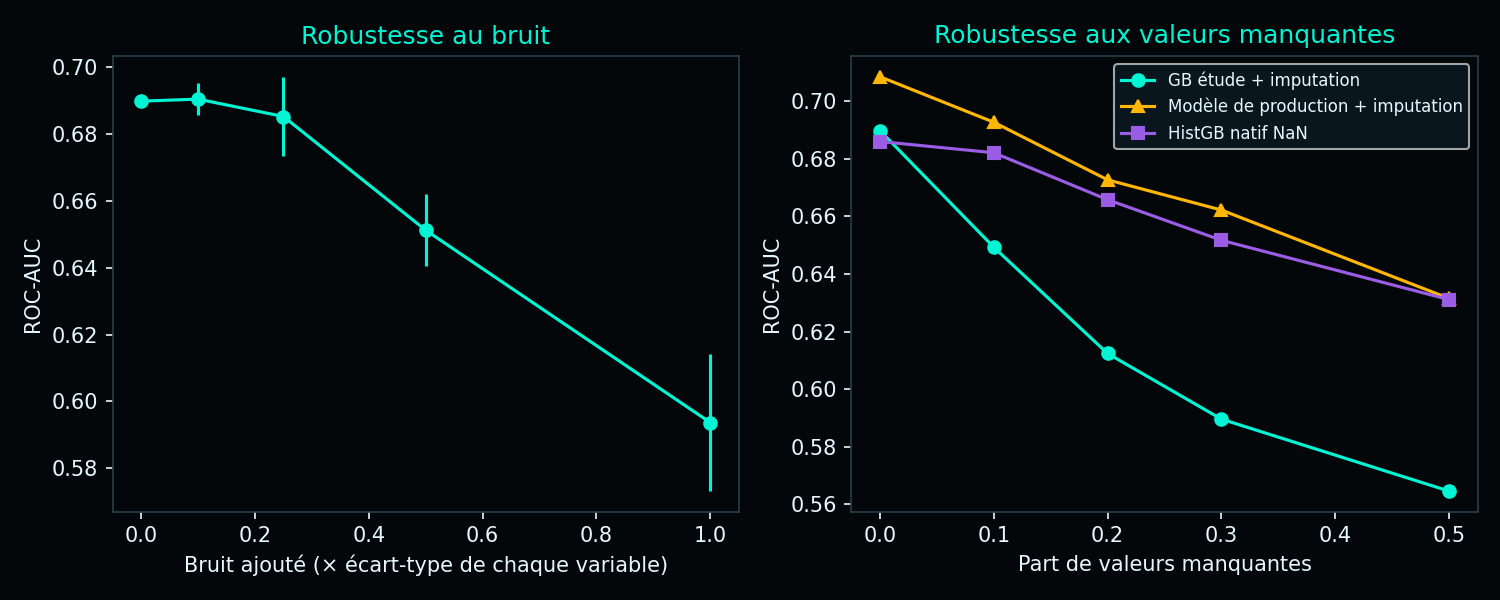 Robustesse au bruit
ROC-AUC
0.70
0.68
0.66
0.64
0.62
0.60
0.58
0.0 0.2 0.4 0.6 0.8 1.0
Bruit ajouté (× écart-type de chaque variable)
Robustesse aux valeurs manquantes
GB étude + imputation
Modèle de production + imputation
HistGB natif NaN
ROC-AUC
0.70
0.68
0.66
0.64
0.62
0.60
0.58
0.56
0.0 0.1 0.2 0.3 0.4 0.5
Part de valeurs manquantes